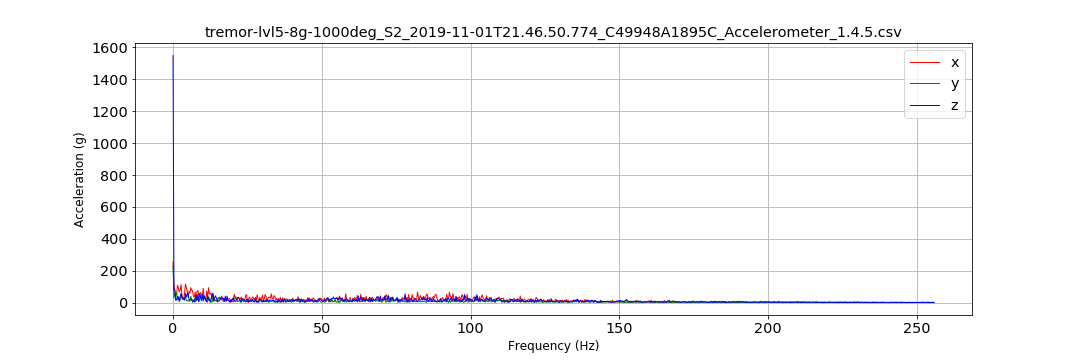 tremor-lvl5-8g-1000deg_S2_2019-11-01T21.46.50.774_C49948A1895C_Accelerometer_1.4.5.csv
1600
1400
1200
1000
800
600
400
200
0
Acceleration (g)
x
y
z
0 50 100 150 200 250
Frequency (Hz)